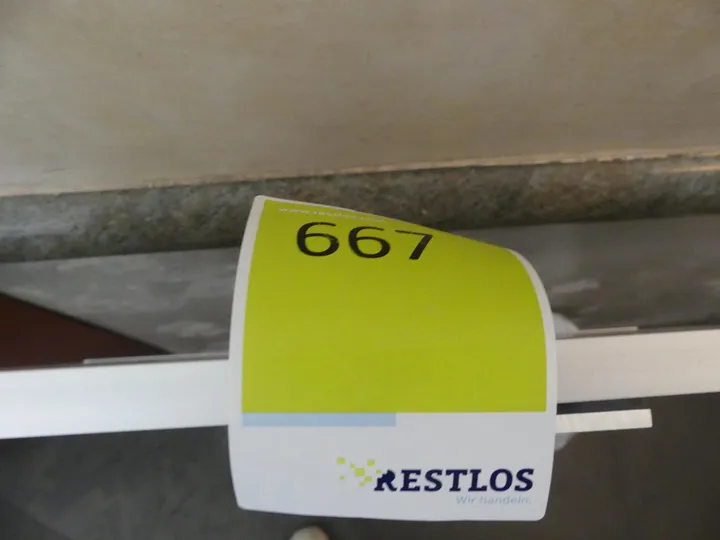 667
RESTLOS
Wir handeln.